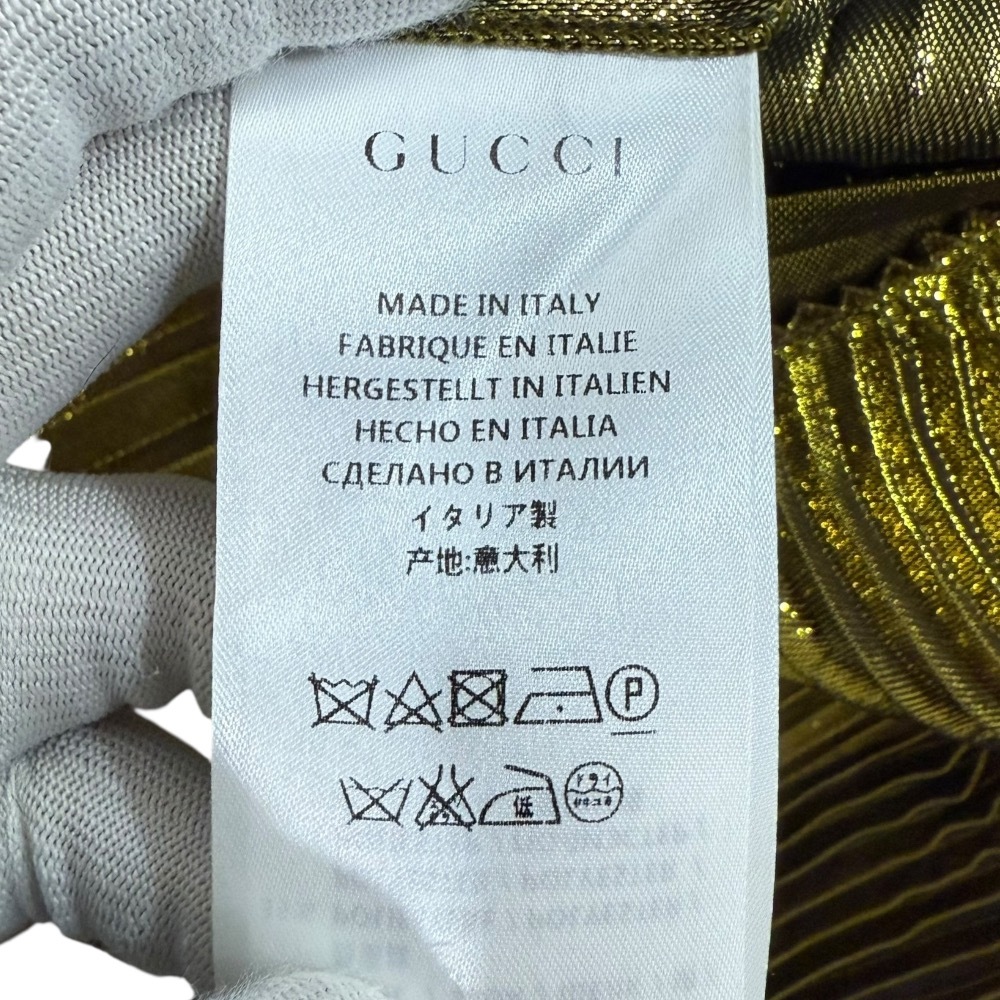 GUCCI
MADE IN ITALY
FABRIQUE EN ITALIE
HERGESTELLT IN ITALIEN
HECHO EN ITALIA
СДЕЛАНО В ИТАЛИИ
イタリア製
产地:意大利
P
低 ドライ